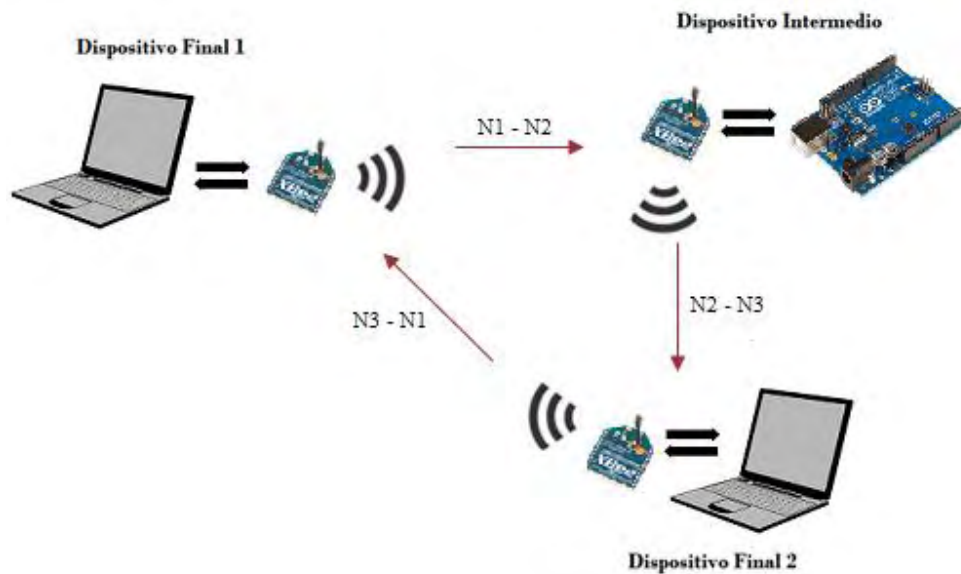 Dispositivo Final 1
Dispositivo Intermedio
N1 - N2
N2 - N3
N3 - N1
Dispositivo Final 2